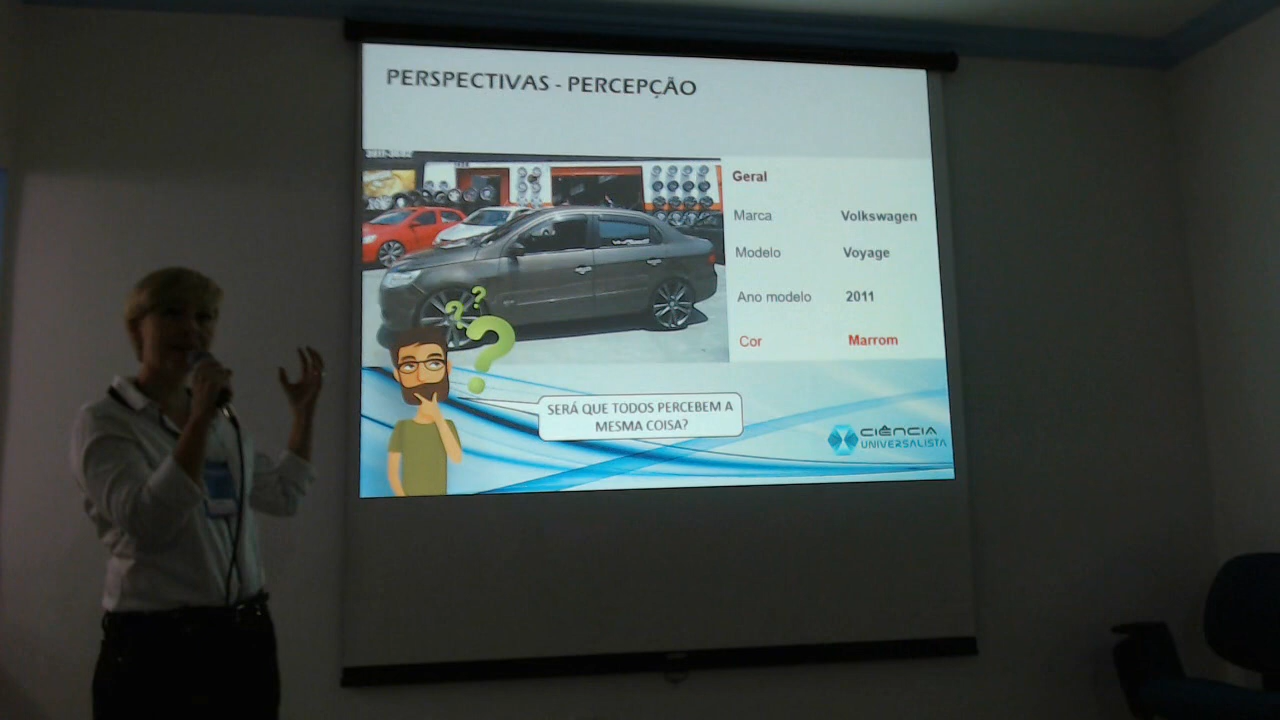 PERSPECTIVAS - PERCEPÇÃO
Geral
Marca Volkswagen
Modelo Voyage
Ano modelo 2011
Cor Marrom
SERÁ QUE TODOS PERCEBEM A
MESMA COISA?
CIÊNCIA
UNIVERSALISTA